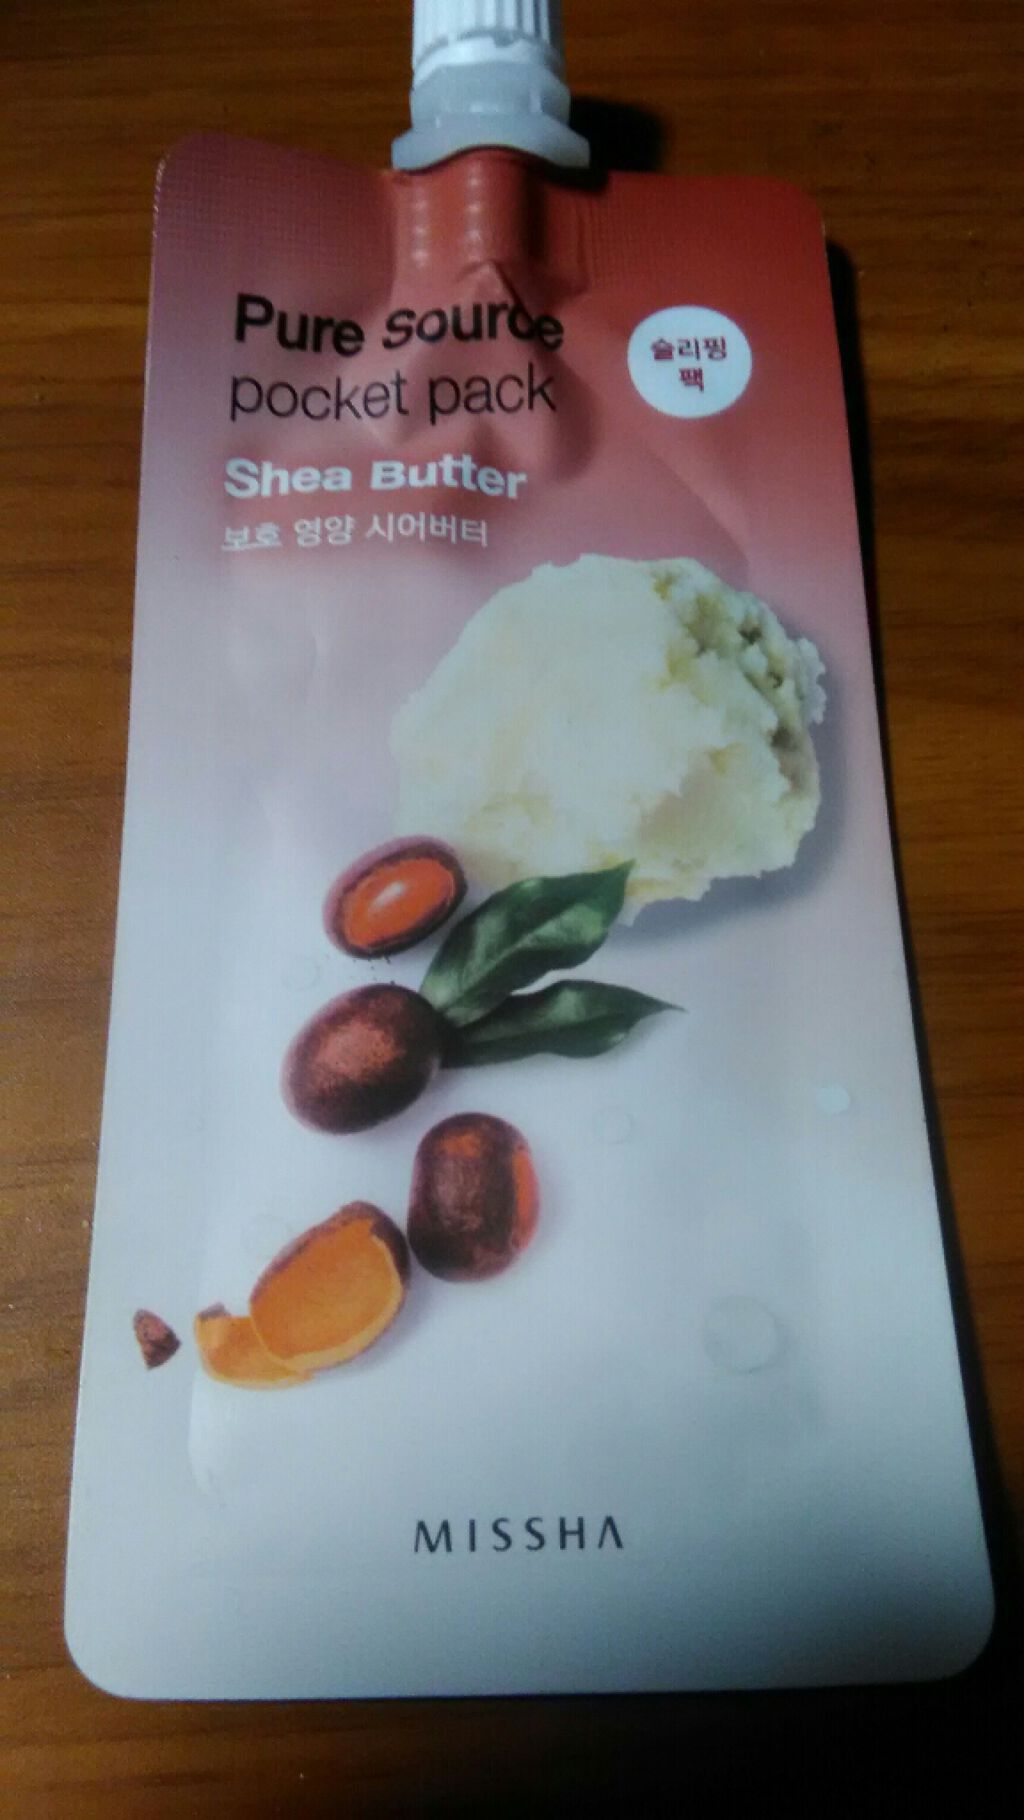 Pure source
pocket pack
슬리핑
팩
Shea Butter
보호 영양 시어버터
MISSHA